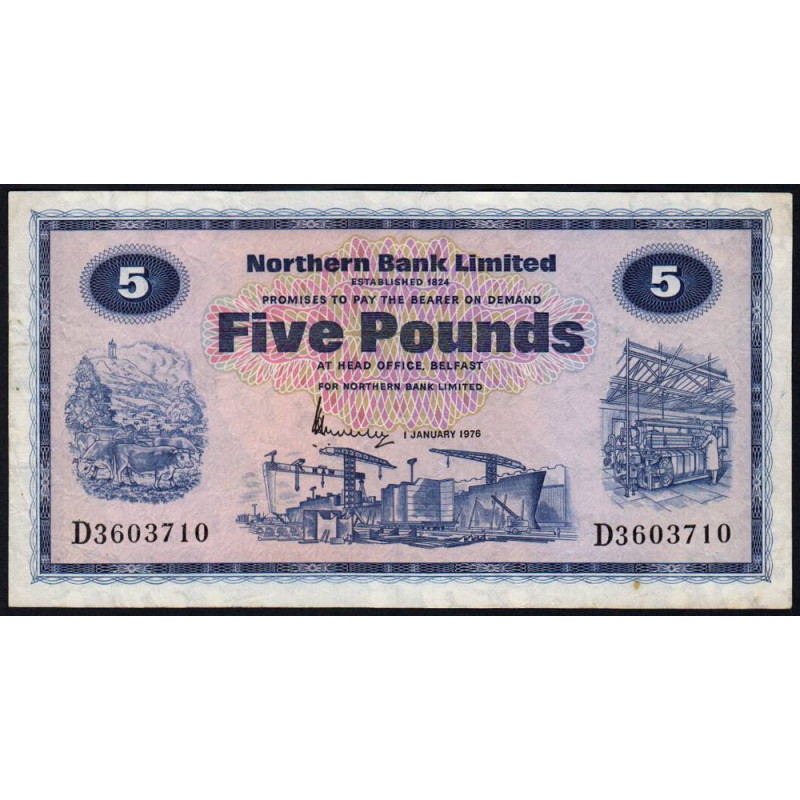 5
5
Northern Bank Limited
ESTABLISHED 1824
PROMISES TO PAY THE BEARER ON DEMAND
Five Pounds
AT HEAD OFFICE, BELFAST
FOR NORTHERN BANK LIMITED
1 JANUARY 1976
D3603710
D3603710